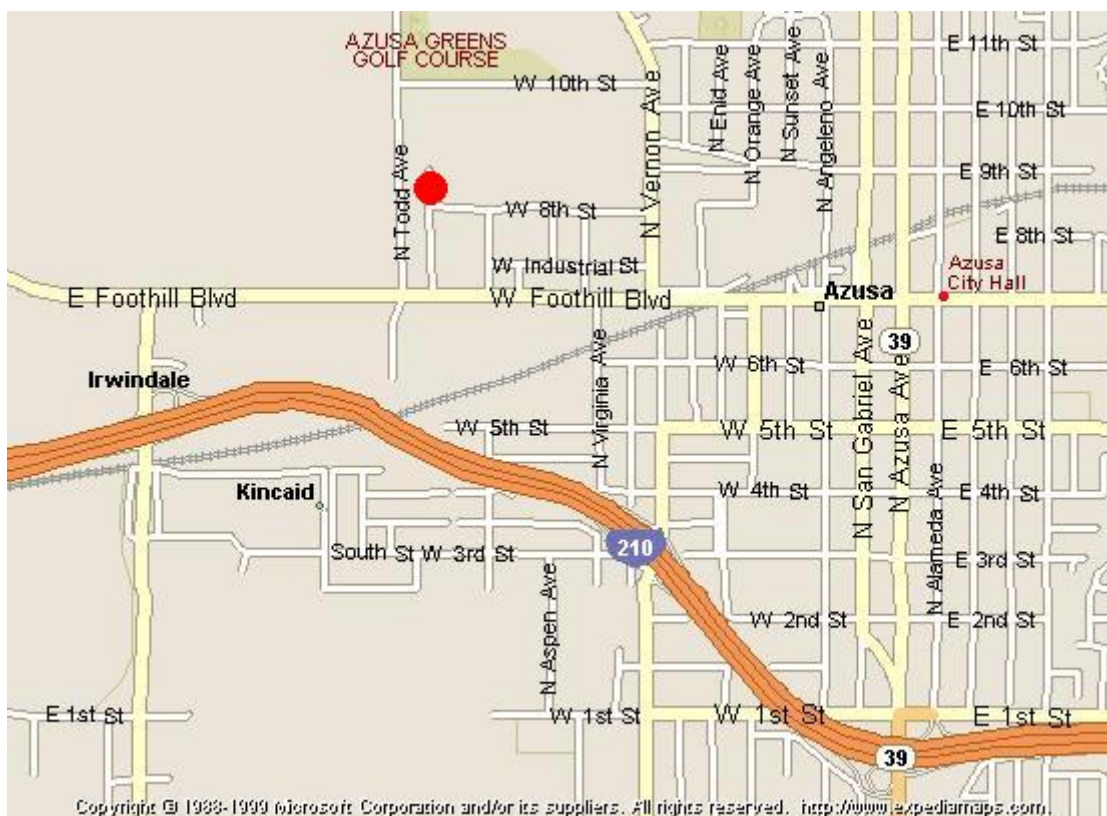 AZUSA GREENS
GOLF COURSE
W 10th St
E 11th St
N Enid Ave
N Orange Ave
N Sunset Ave
N Angeleno Ave
E 10th St
N Vernon Ave
N Todd Ave
E 9th St
W 8th St
E 8th St
W Industrial St
Azusa
City Hall
E Foothill Blvd
W Foothill Blvd
Azusa
39
N Virginia Ave
W 6th St
E 6th St
Irwindale
N San Gabriel Ave
N Azusa Ave
W 5th St
W 5th St
E 5th St
Kincaid
W 4th St
E 4th St
N Alameda Ave
210
South St
W 3rd St
E 3rd St
N Aspen Ave
W 2nd St
E 2nd St
E 1st St
W 1st St
W 1st St
E 1st St
39
Copyright © 1988-1999 Microsoft Corporation and/or its suppliers. All rights reserved. http://www.expediamaps.com.